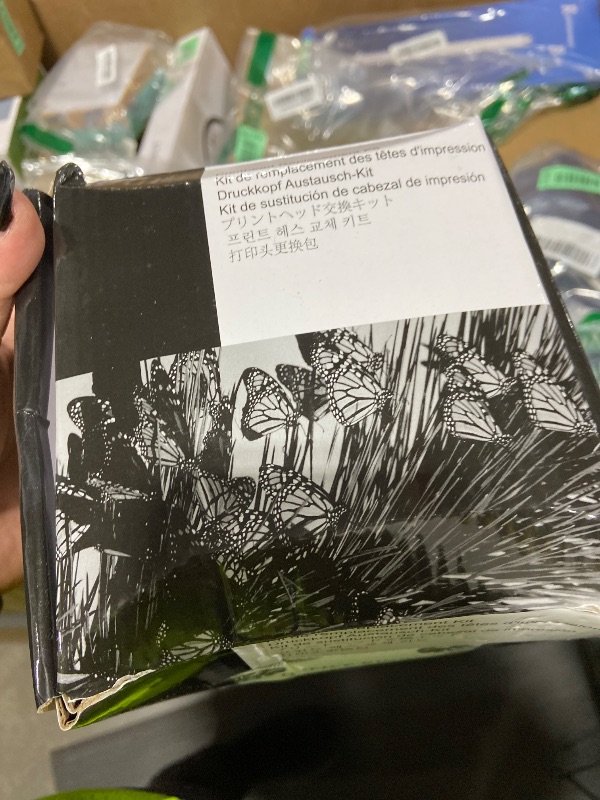 Kit de remplacement des têtes d'impression
Druckkopf Austausch-Kit
Kit de sustitución de cabezal de impresión
プリントヘッド交換キット
프린트 헤스 교체 키트
打印头更换包